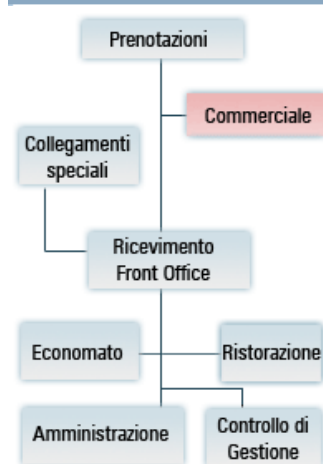 Prenotazioni
Commerciale
Collegamenti
speciali
Ricevimento
Front Office
Economato
Ristorazione
Amministrazione
Controllo di
Gestione